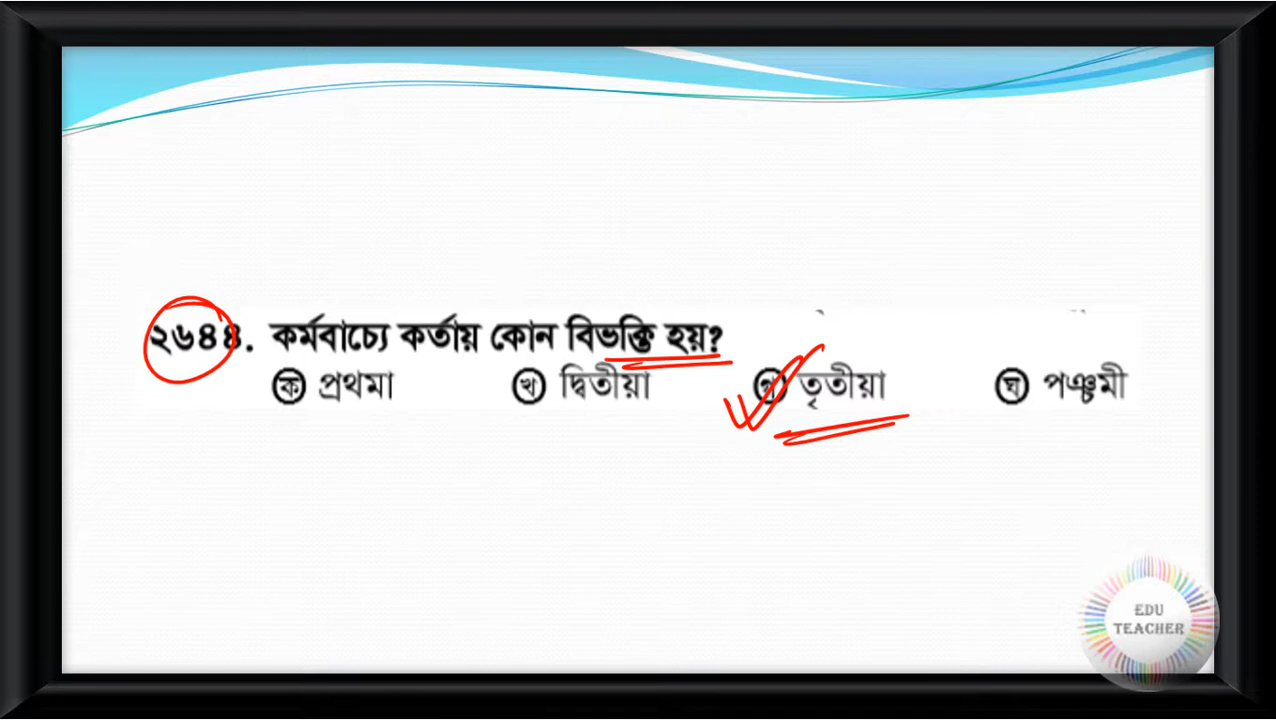 ২৬৪৪. কর্মবাচ্যে কর্তায় কোন বিভক্তি হয়?
ক প্রথমা খ দ্বিতীয়া গ তৃতীয়া ঘ পঞ্চমী
EDU
TEACHER